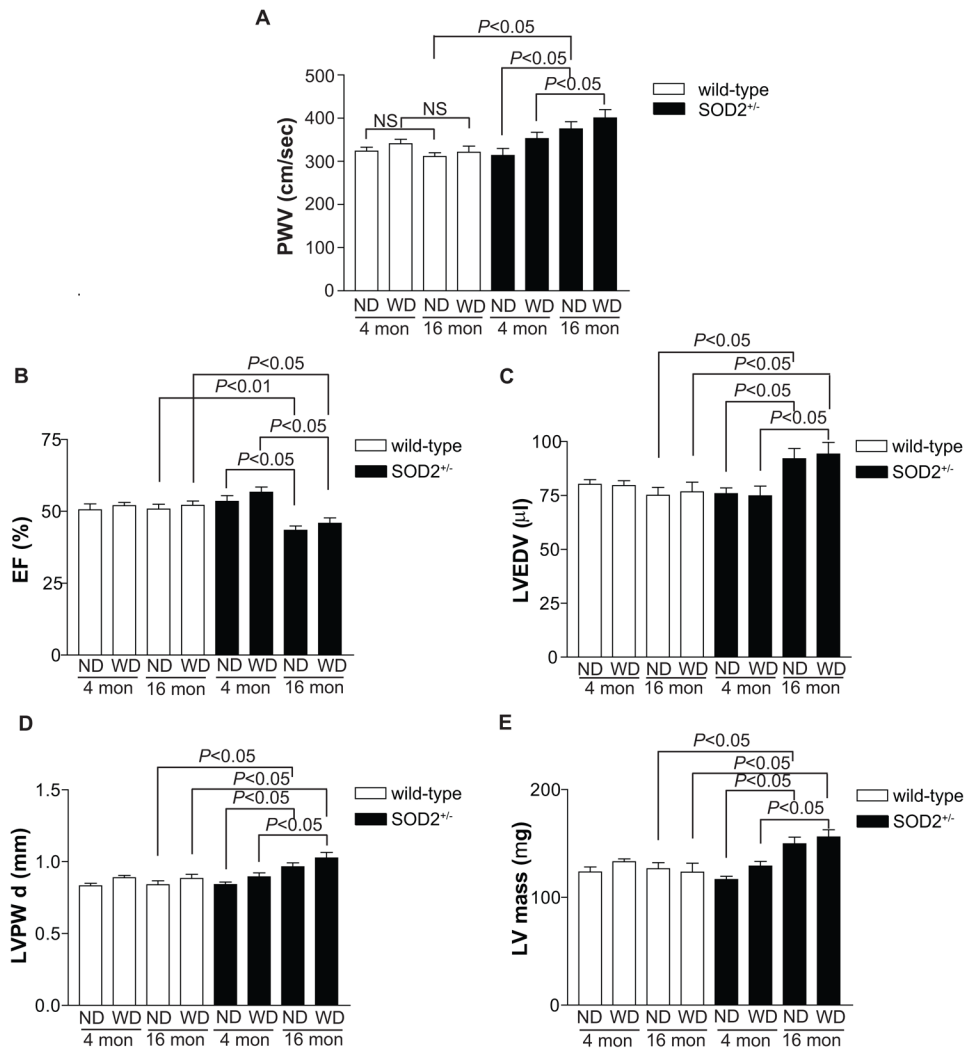 A
P<0.05
P<0.05
P<0.05
NS
NS
500
400
300
200
100
0
PWV (cm/sec)
wild-type
SOD2+/-
ND WD ND WD ND WD ND WD
4 mon 16 mon 4 mon 16 mon
B
P<0.05
P<0.01
P<0.05
P<0.05
75
50
25
0
EF (%)
wild-type
SOD2+/-
ND WD ND WD ND WD ND WD
4 mon 16 mon 4 mon 16 mon
C
P<0.05
P<0.05
P<0.05
P<0.05
100
75
50
25
0
LVEDV (µl)
wild-type
SOD2+/-
ND WD ND WD ND WD ND WD
4 mon 16 mon 4 mon 16 mon
D
P<0.05
P<0.05
P<0.05
P<0.05
1.5
1.0
0.5
0.0
LVPW d (mm)
wild-type
SOD2+/-
ND WD ND WD ND WD ND WD
4 mon 16 mon 4 mon 16 mon
E
P<0.05
P<0.05
P<0.05
P<0.05
200
100
0
LV mass (mg)
wild-type
SOD2+/-
ND WD ND WD ND WD ND WD
4 mon 16 mon 4 mon 16 mon